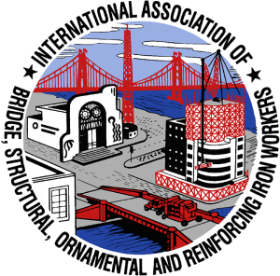 INTERNATIONAL ASSOCIATION OF
BRIDGE, STRUCTURAL, ORNAMENTAL AND REINFORCING IRON WORKERS